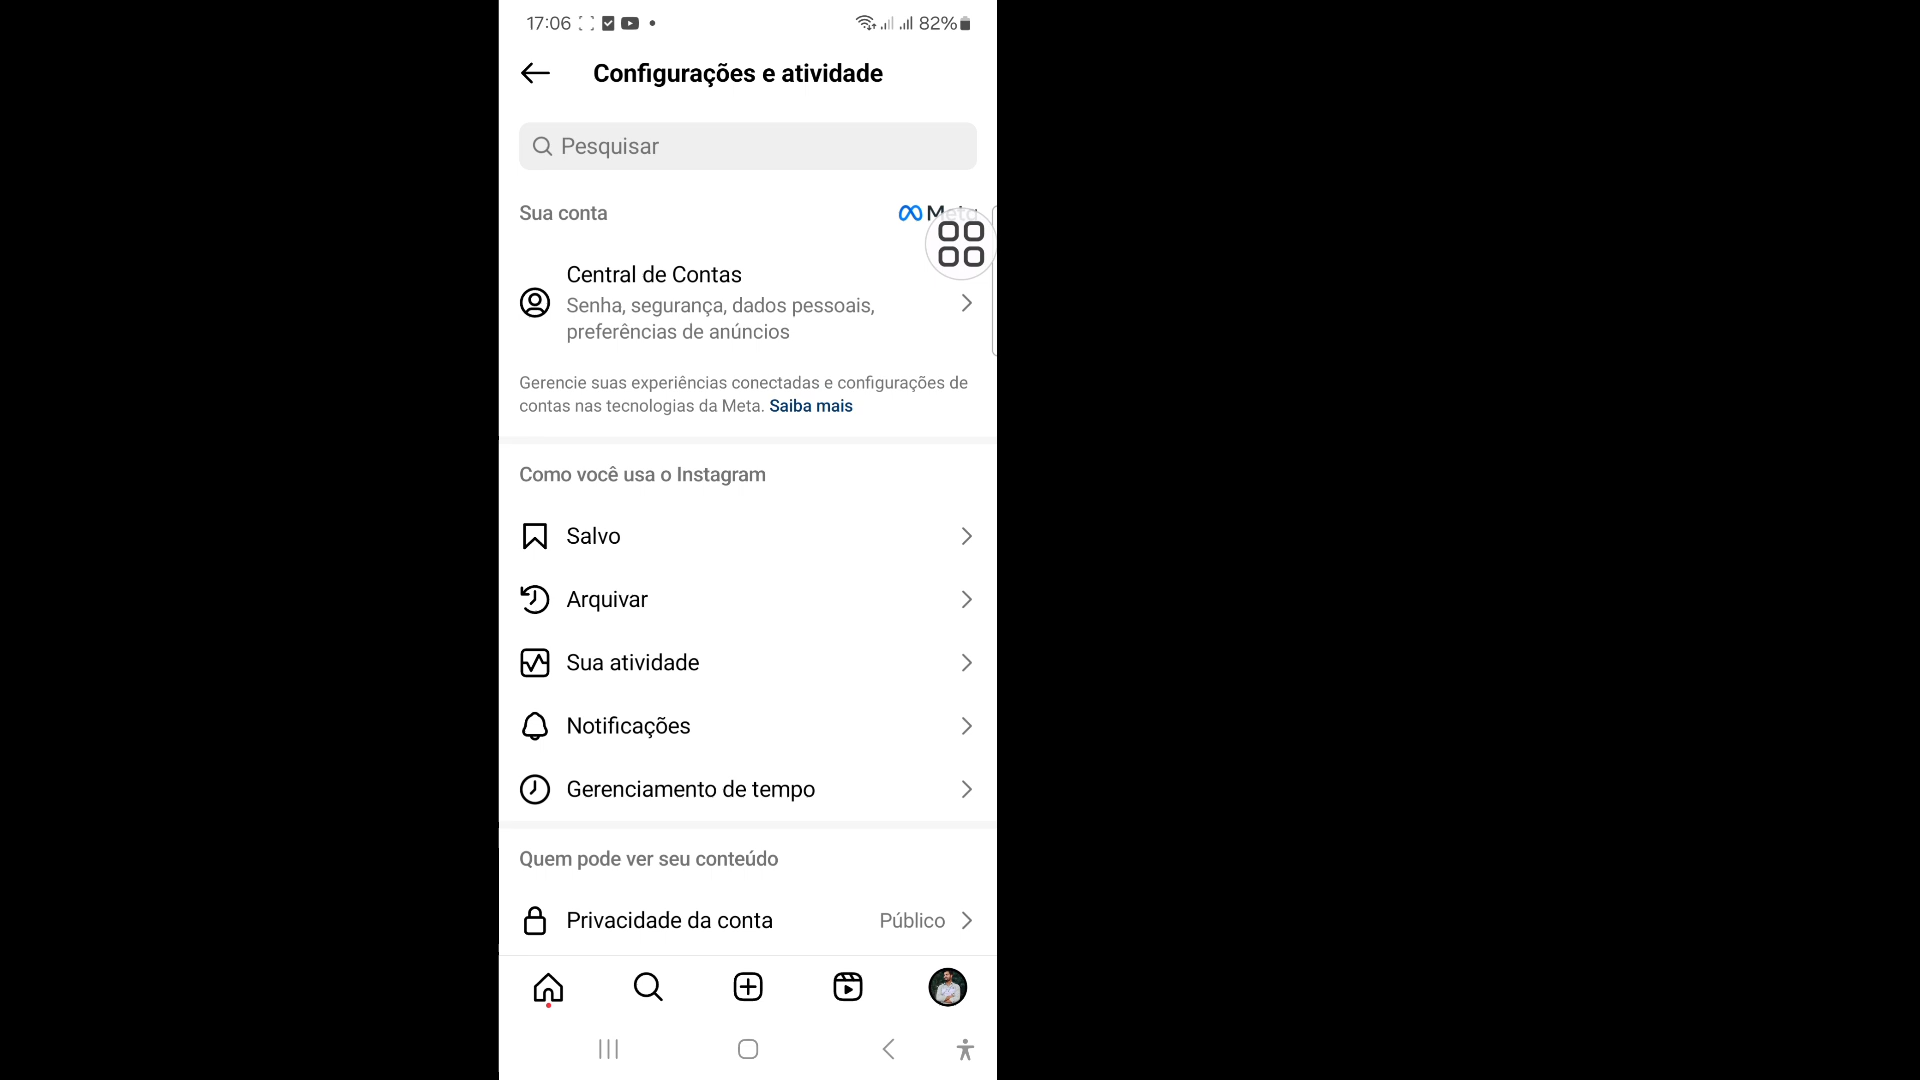 17:06
82%
Configurações e atividade
Pesquisar
Sua conta
Meta
Central de Contas
Senha, segurança, dados pessoais,
preferências de anúncios
Gerencie suas experiências conectadas e configurações de
contas nas tecnologias da Meta. Saiba mais
Como você usa o Instagram
Salvo
Arquivar
Sua atividade
Notificações
Gerenciamento de tempo
Quem pode ver seu conteúdo
Privacidade da conta
Público